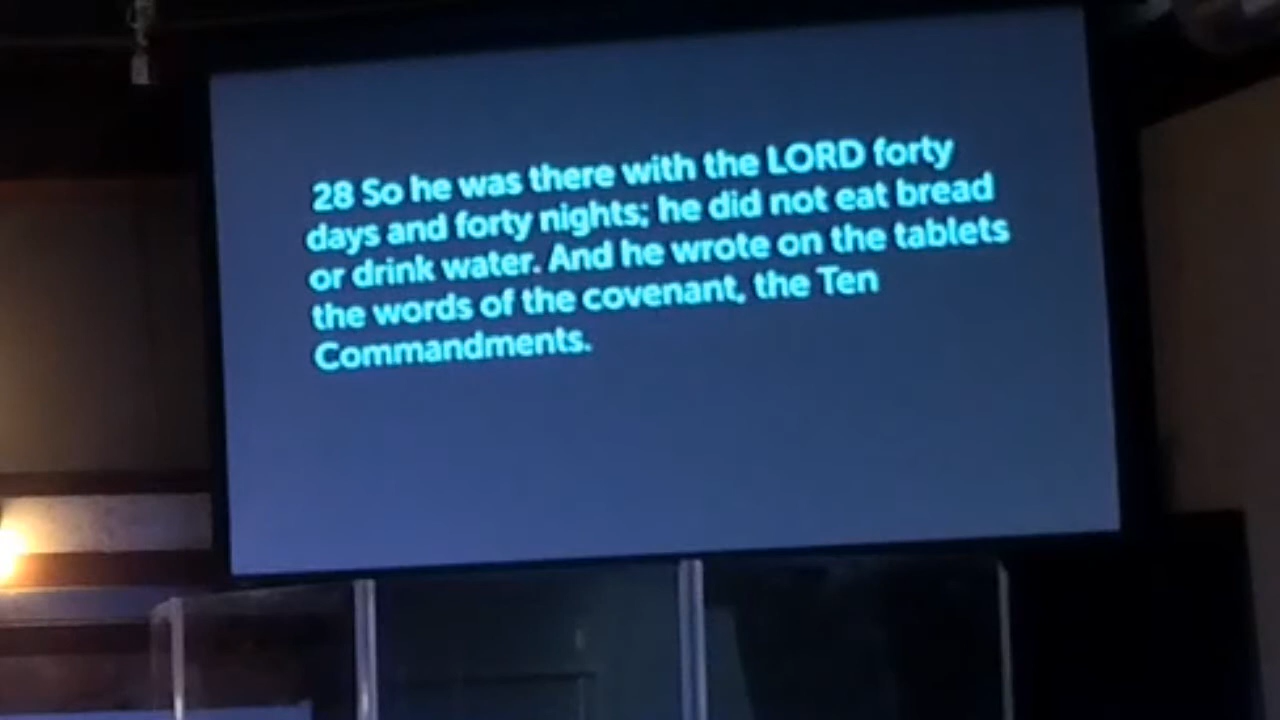 28 So he was there with the LORD forty
days and forty nights; he did not eat bread
or drink water. And he wrote on the tablets
the words of the covenant, the Ten
Commandments.